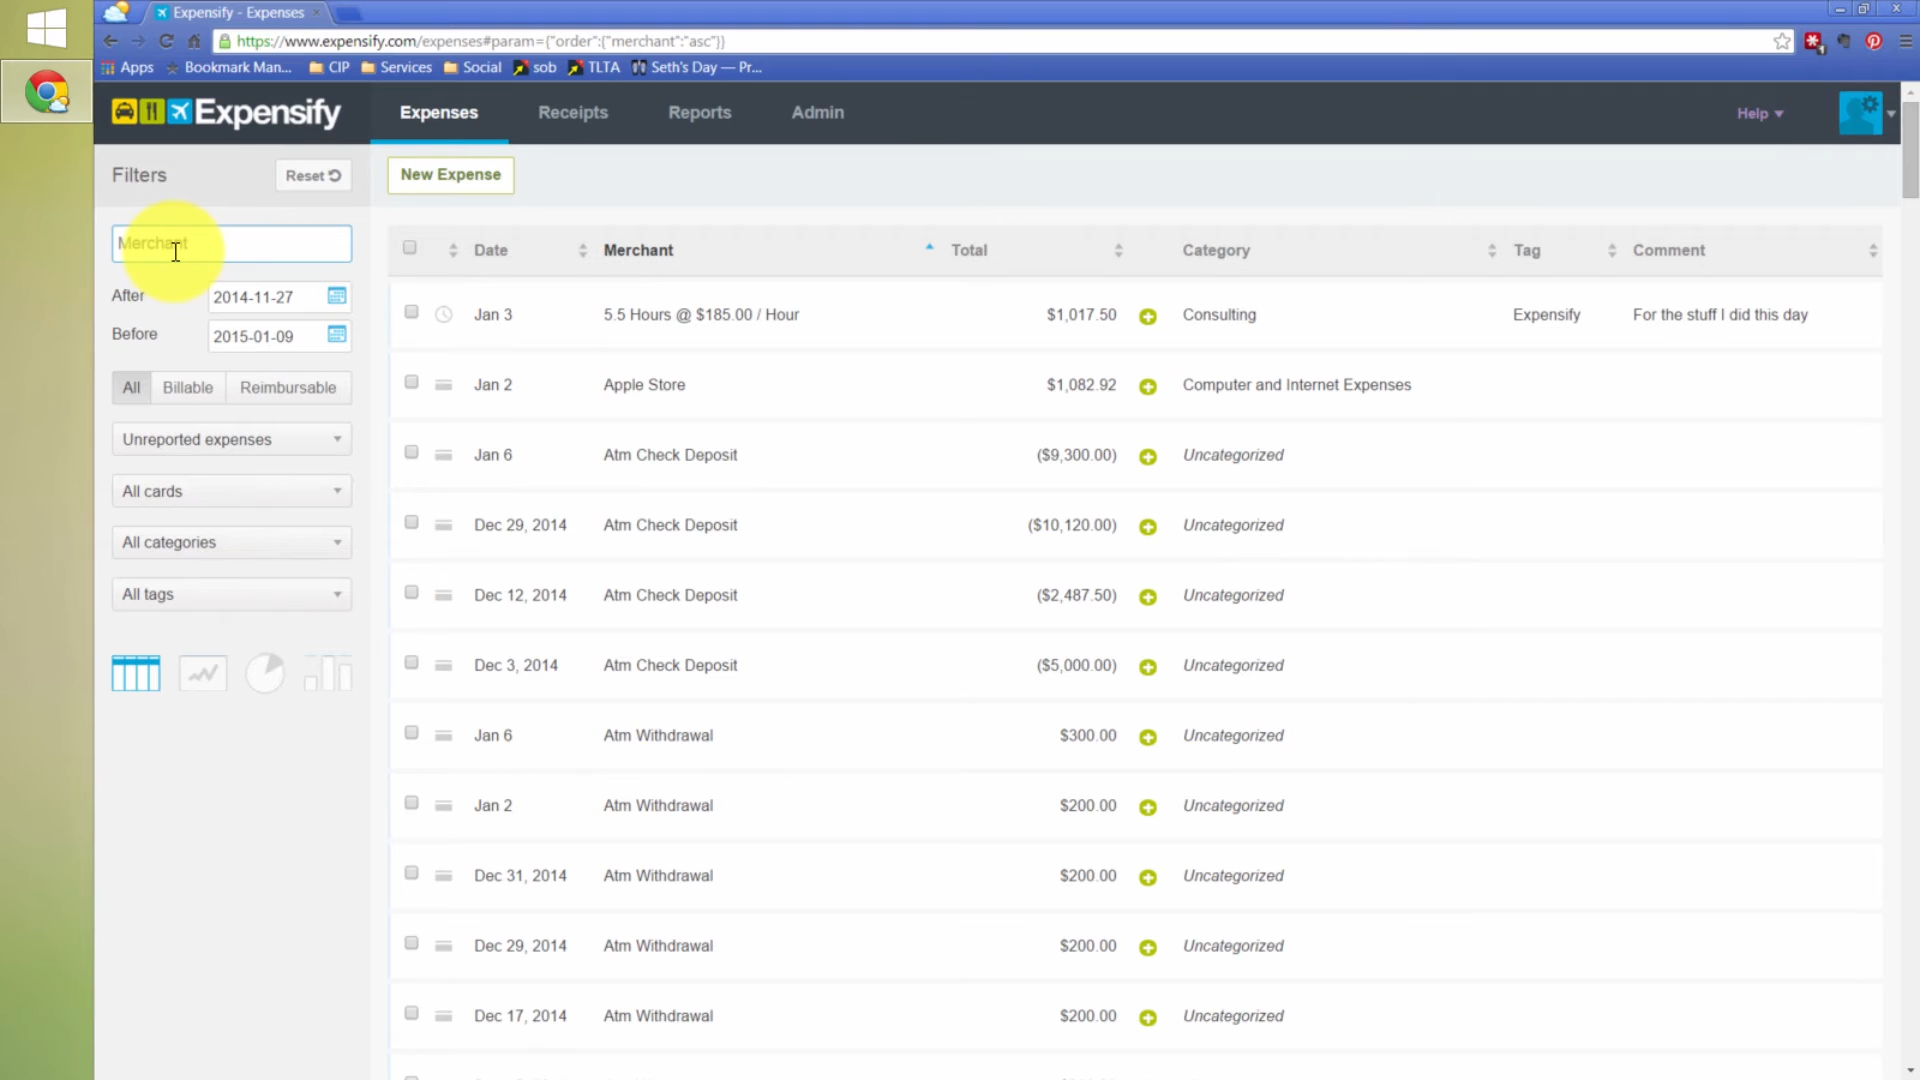 Expensify - Expenses
https://www.expensify.com/expenses#param={"order":{"merchant":"asc"}}
Apps Bookmark Man... CIP Services Social sob TLTA Seth's Day — Pr...
Expensify Expenses Receipts Reports Admin Help
Filters Reset New Expense
Merchant
Date Merchant Total Category Tag Comment
After 2014-11-27
Before 2015-01-09
All Billable Reimbursable
Unreported expenses
All cards
All categories
All tags
Jan 3 5.5 Hours @ $185.00 / Hour $1,017.50 Consulting Expensify For the stuff I did this day
Jan 2 Apple Store $1,082.92 Computer and Internet Expenses
Jan 6 Atm Check Deposit ($9,300.00) Uncategorized
Dec 29, 2014 Atm Check Deposit ($10,120.00) Uncategorized
Dec 12, 2014 Atm Check Deposit ($2,487.50) Uncategorized
Dec 3, 2014 Atm Check Deposit ($5,000.00) Uncategorized
Jan 6 Atm Withdrawal $300.00 Uncategorized
Jan 2 Atm Withdrawal $200.00 Uncategorized
Dec 31, 2014 Atm Withdrawal $200.00 Uncategorized
Dec 29, 2014 Atm Withdrawal $200.00 Uncategorized
Dec 17, 2014 Atm Withdrawal $200.00 Uncategorized